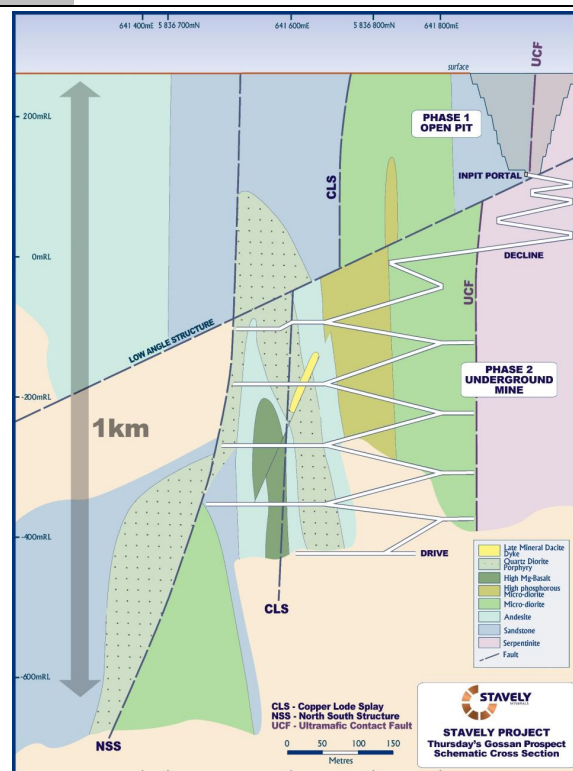 641 400mE 5 836 700mN 641 600mE 5 836 800mN 641 800mE
surface
UCF
200mRL
PHASE 1
OPEN PIT
INPIT PORTAL
CLS
0mRL
DECLINE
UCF
LOW ANGLE STRUCTURE
PHASE 2
UNDERGROUND
MINE
-200mRL
1km
-400mRL
DRIVE
CLS
Late Mineral Dacite
Dyke
Quartz Diorite
Porphyry
High Mg-Basalt
High phosphorous
Micro-diorite
Micro-diorite
Andesite
Sandstone
Serpentinite
Fault
-600mRL
NSS
CLS - Copper Lode Splay
NSS - North South Structure
UCF - Ultramafic Contact Fault
0 50 100 150
Metres
STAVELY
MINERALS
STAVELY PROJECT
Thursday's Gossan Prospect
Schematic Cross Section